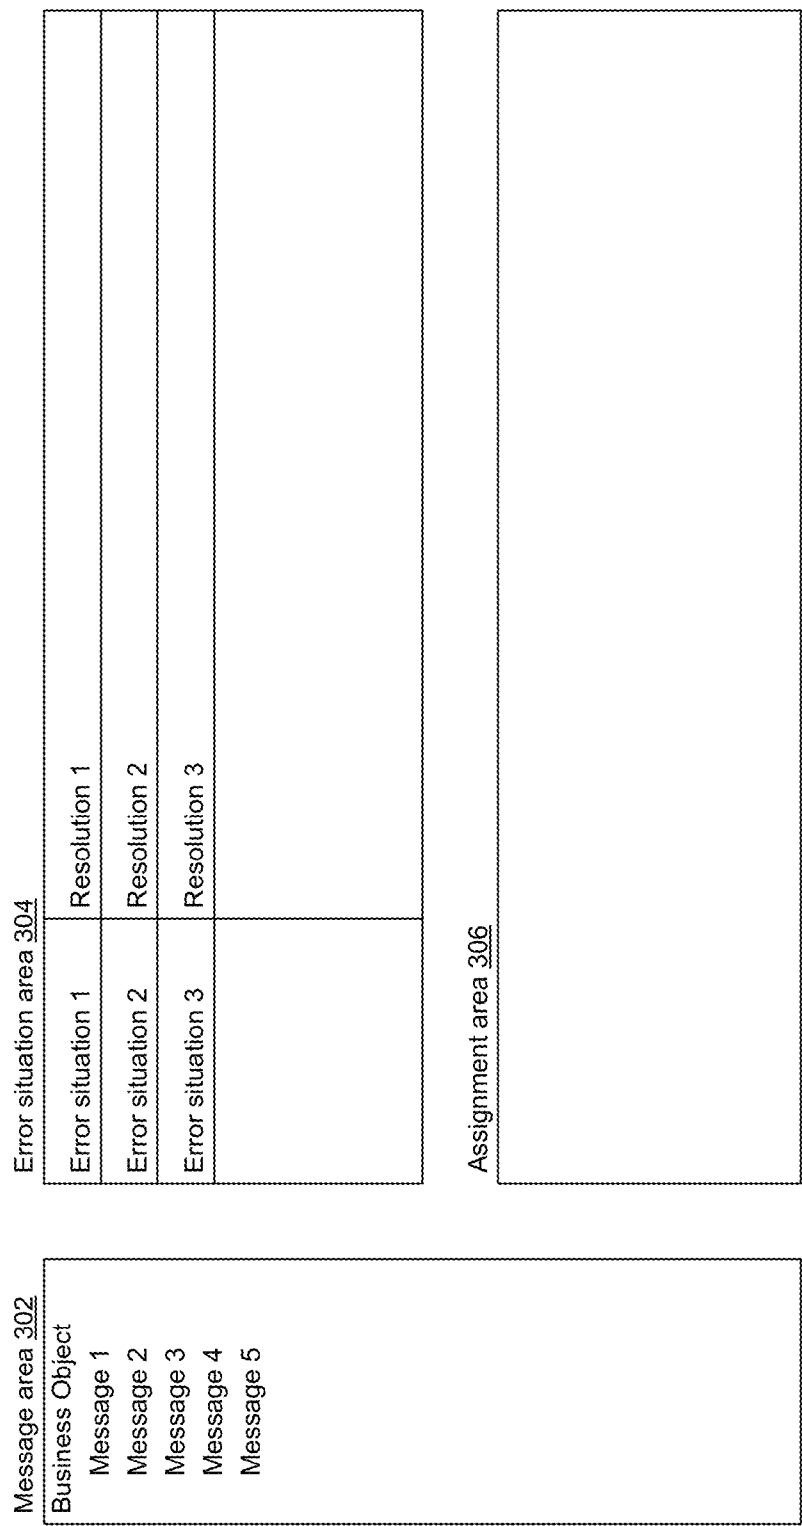 Message area 302
Business Object
Message 1
Message 2
Message 3
Message 4
Message 5
Error situation area 304
Error situation 1 Resolution 1
Error situation 2 Resolution 2
Error situation 3 Resolution 3
Assignment area 306